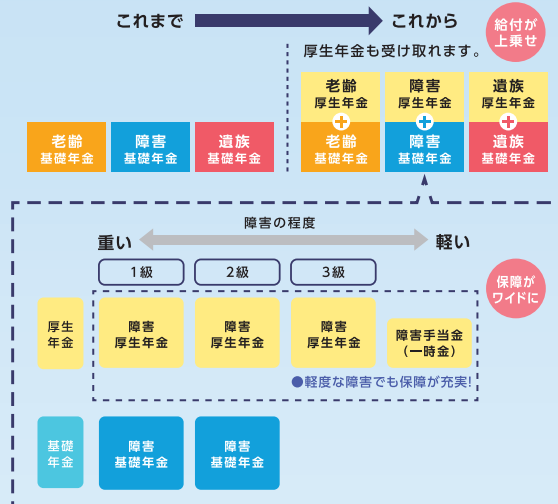 これまで
これから
給付が
上乗せ
厚生年金も受け取れます。
老齢
厚生年金
障害
厚生年金
遺族
厚生年金
+
+
+
老齢
基礎年金
障害
基礎年金
遺族
基礎年金
老齢
基礎年金
障害
基礎年金
遺族
基礎年金
障害の程度
重い
軽い
1級
2級
3級
保障が
ワイドに
厚生
年金
障害
厚生年金
障害
厚生年金
障害
厚生年金
障害手当金
(一時金)
●軽度な障害でも保障が充実!
基礎
年金
障害
基礎年金
障害
基礎年金